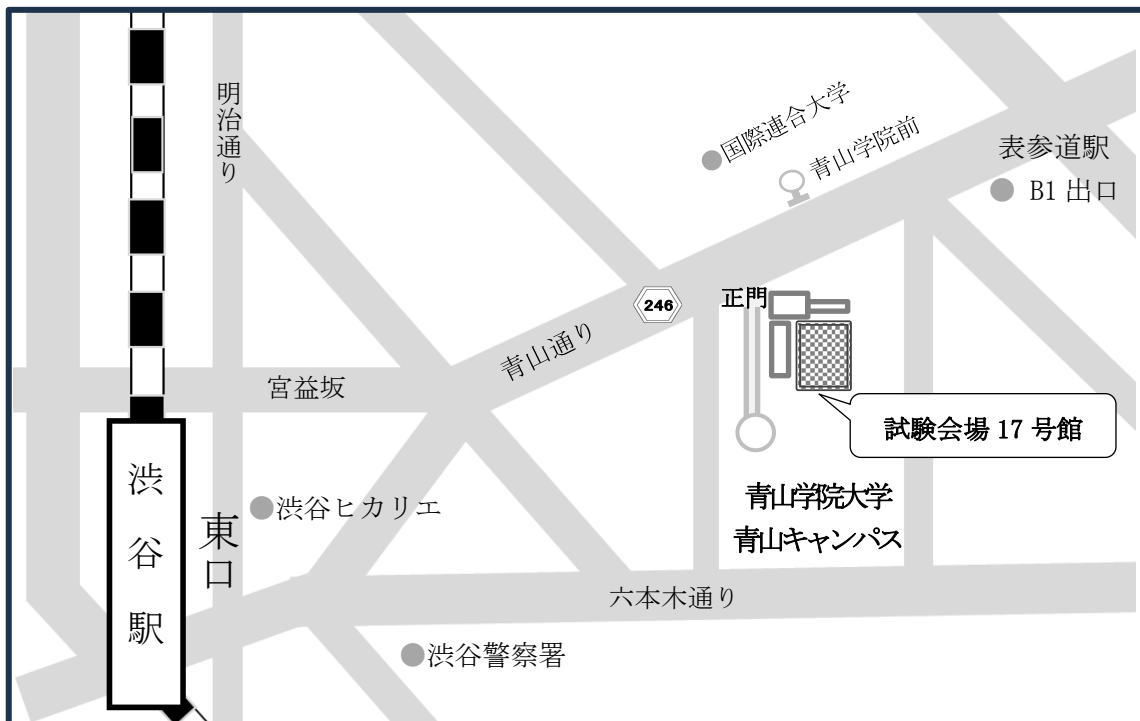 明治通り
国際連合大学
青山学院前
表参道駅
B1 出口
246
正門
青山通り
宮益坂
試験会場 17 号館
渋谷駅
東口
渋谷ヒカリエ
青山学院大学
青山キャンパス
六本木通り
渋谷警察署